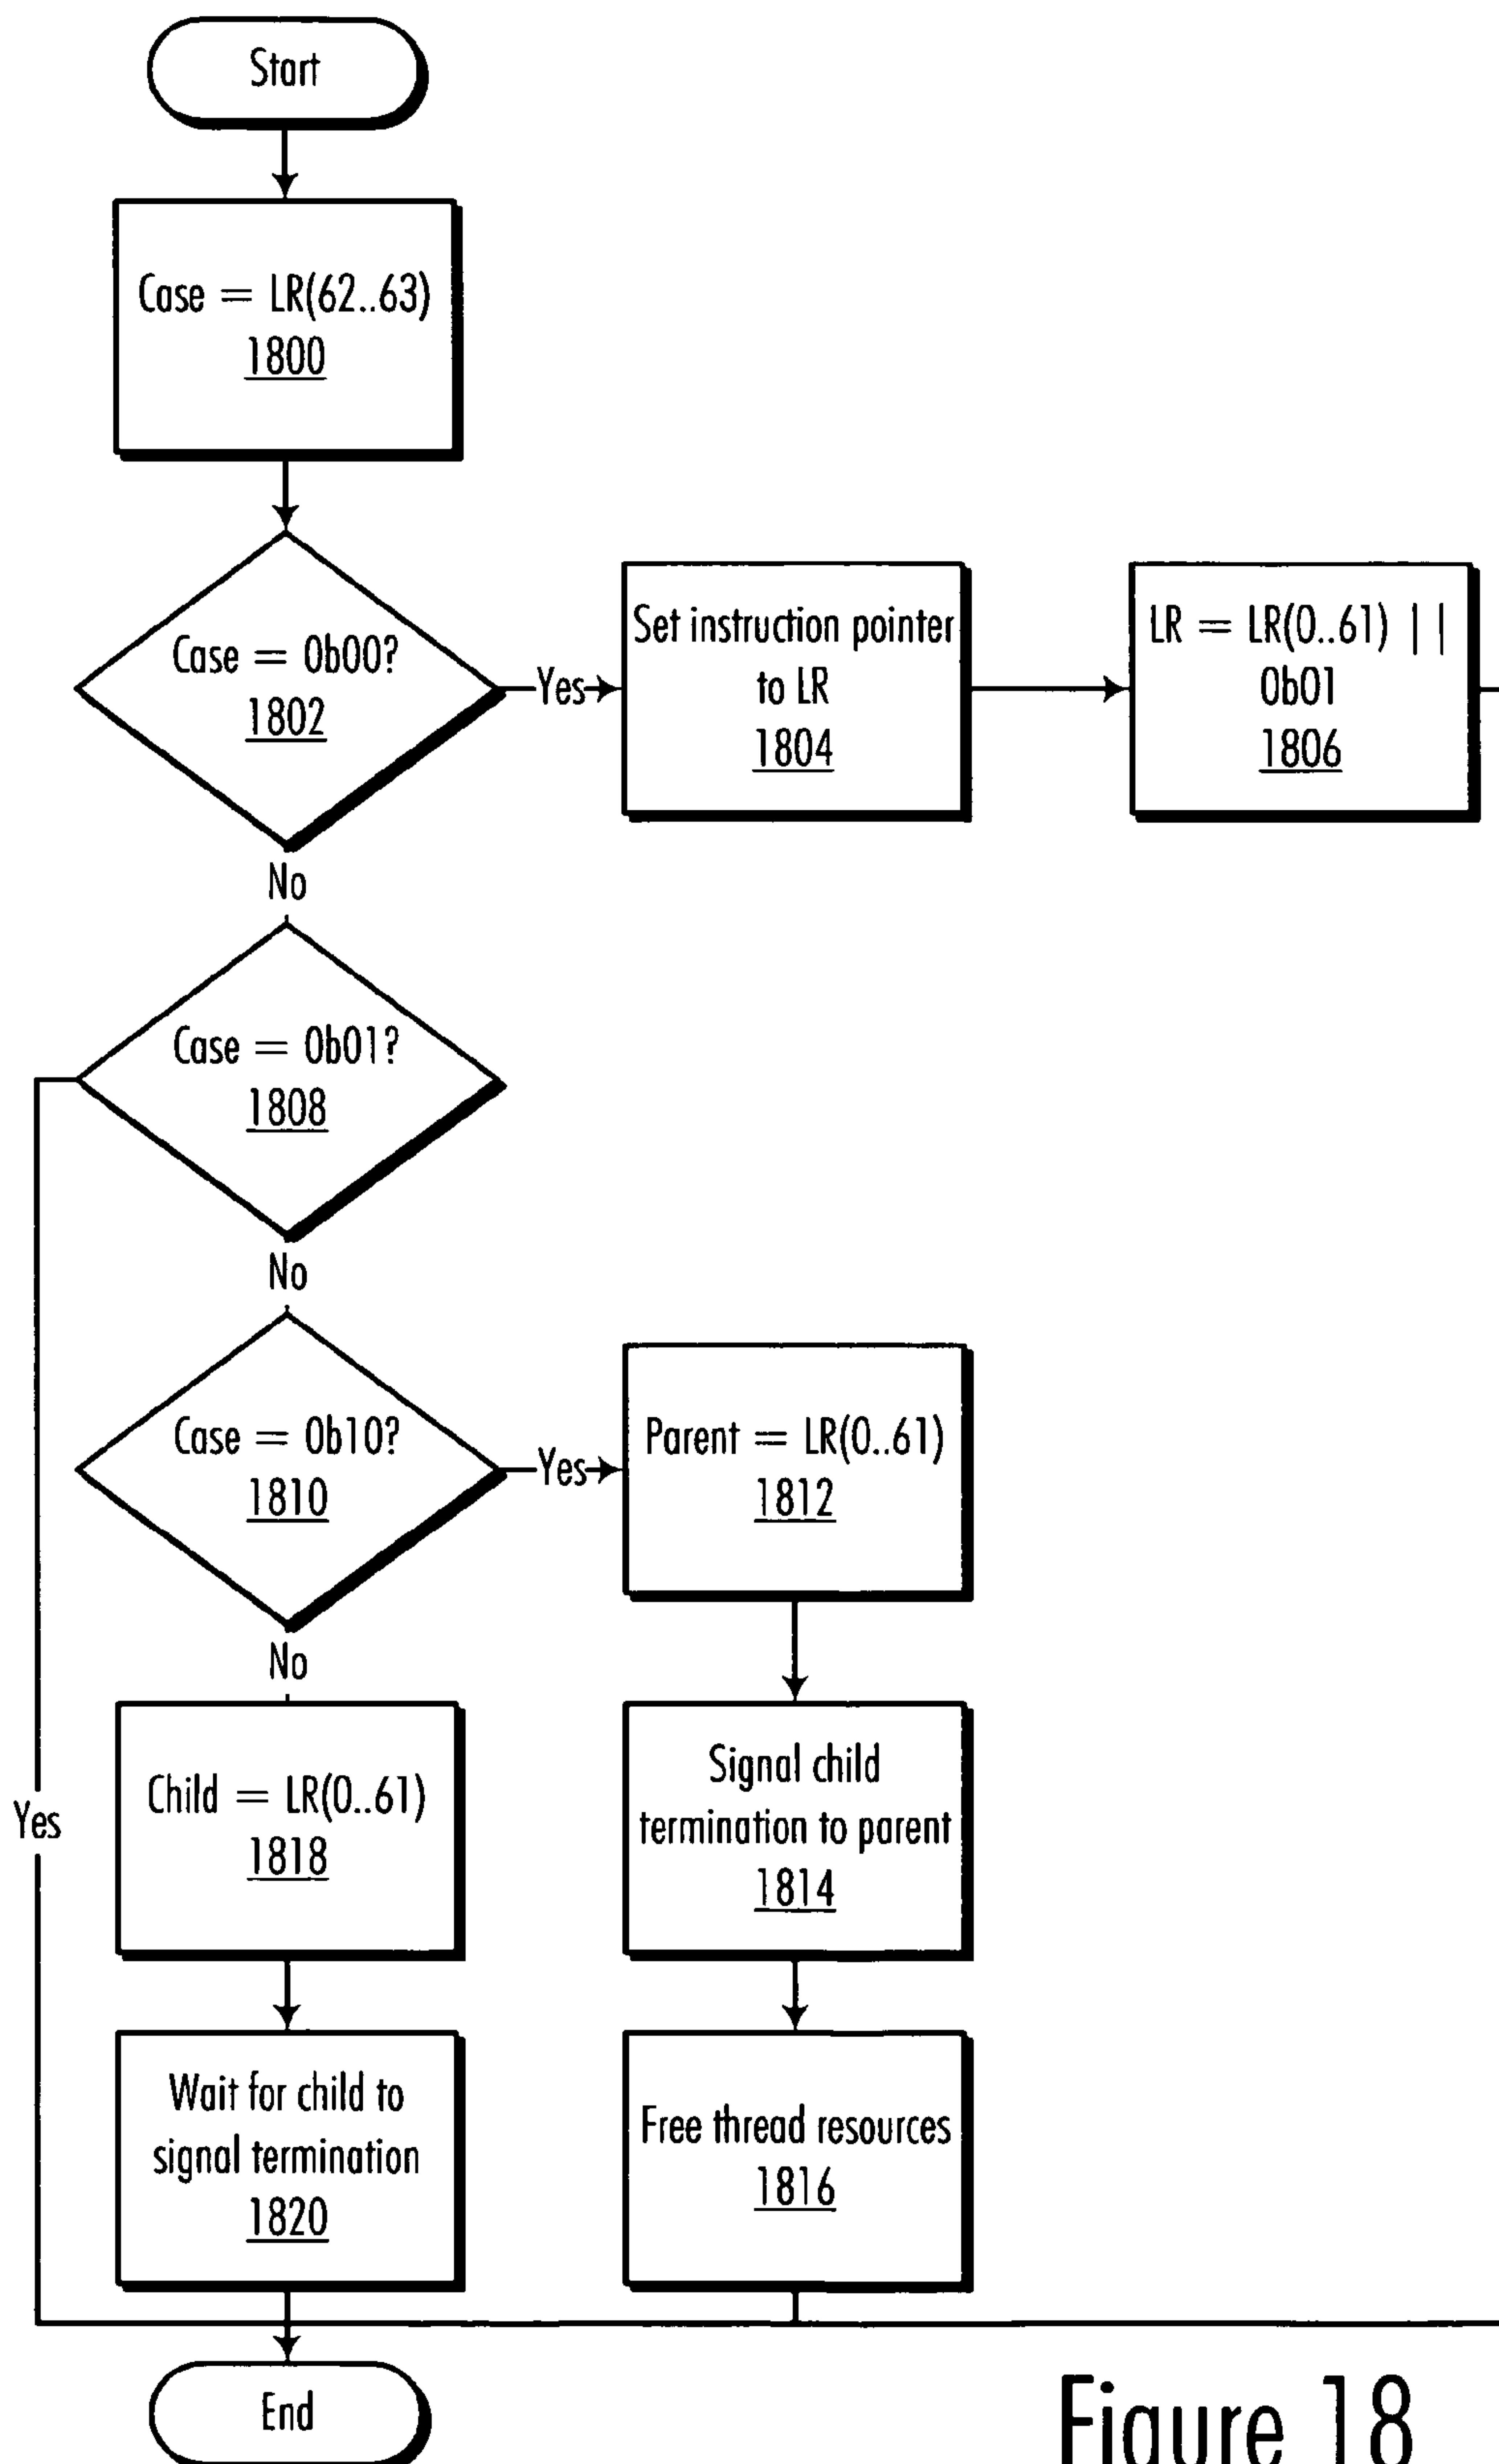 Start
Case = LR(62..63)
1800
Case = 0b00?
1802
Yes
Set instruction pointer
to LR
1804
LR = LR(0..61) ||
0b01
1806
No
Case = 0b01?
1808
No
Case = 0b10?
1810
Yes
Parent = LR(0..61)
1812
No
Child = LR(0..61)
1818
Signal child
termination to parent
1814
Yes
Wait for child to
signal termination
1820
Free thread resources
1816
End
Figure 18